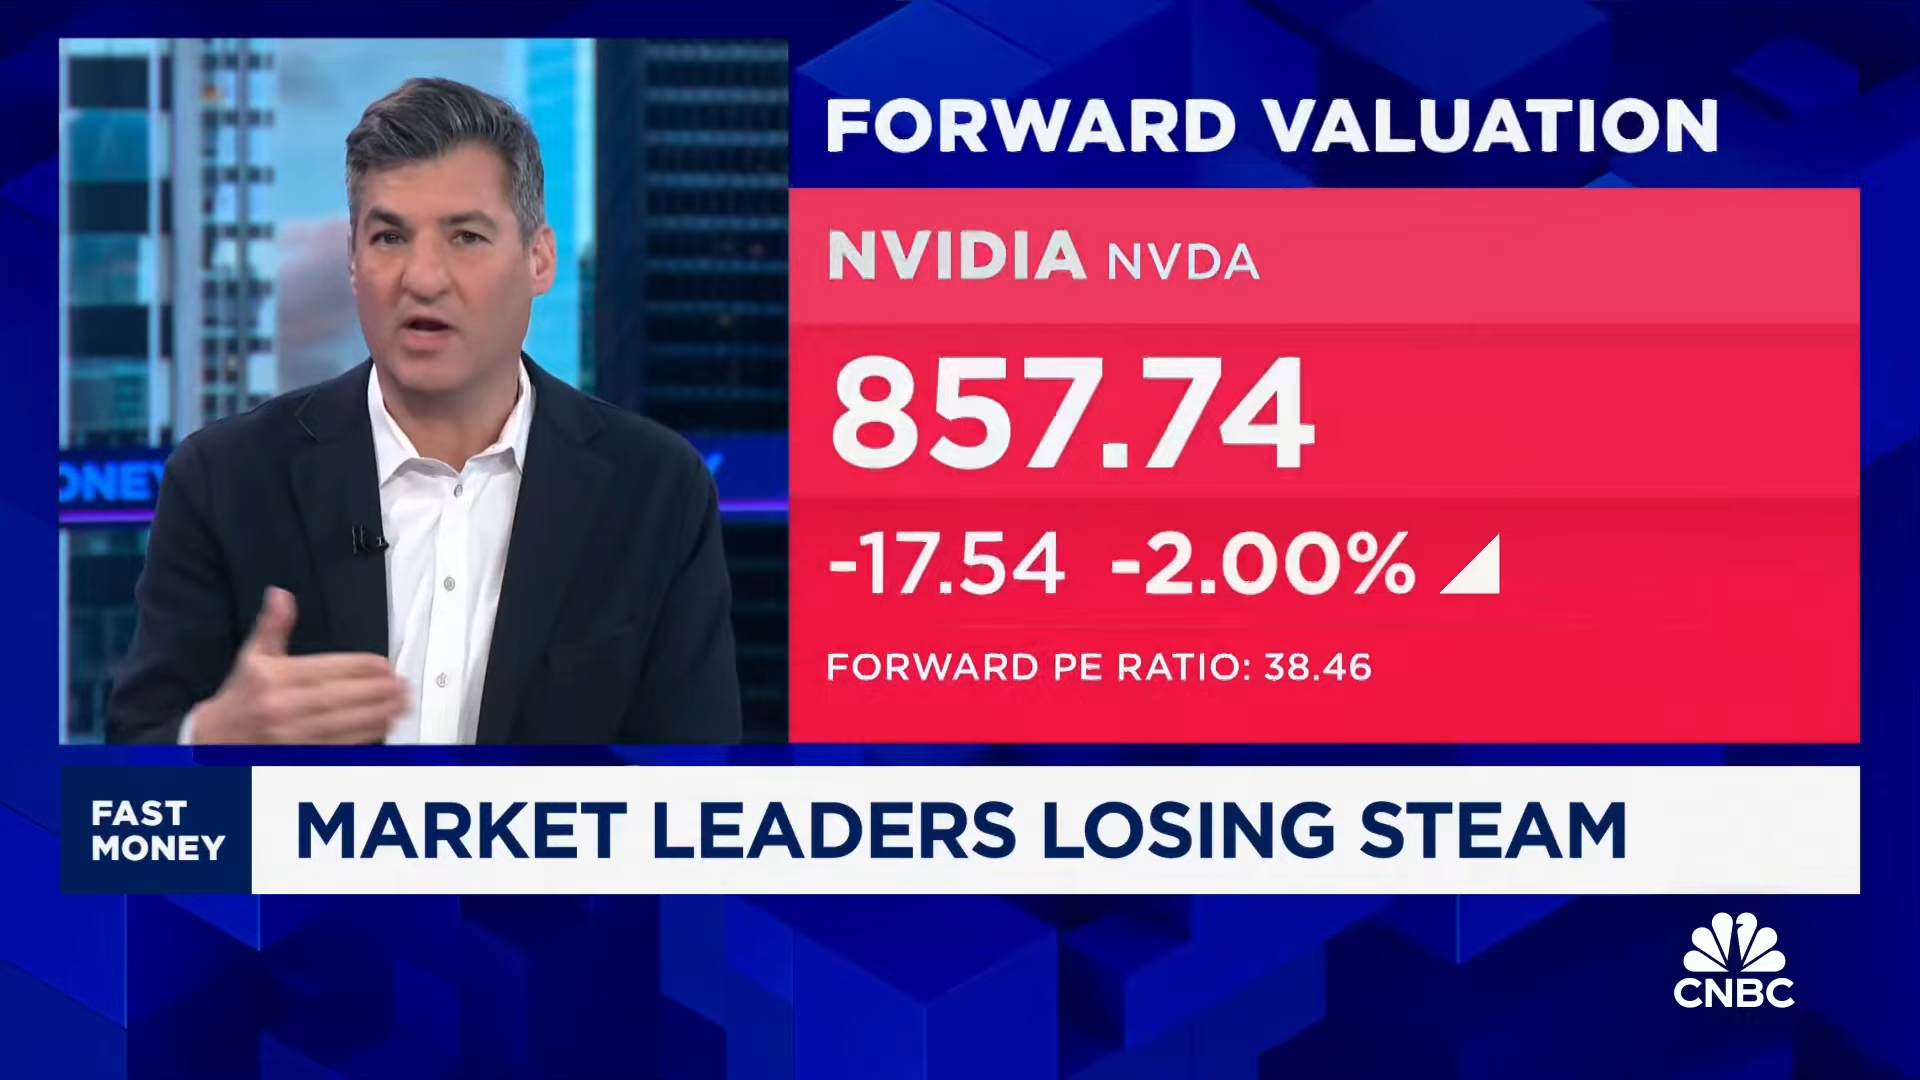 FORWARD VALUATION
NVIDIA NVDA
857.74
-17.54 -2.00%
FORWARD PE RATIO: 38.46
ONEY
Y
FAST
MONEY
MARKET LEADERS LOSING STEAM
CNBC